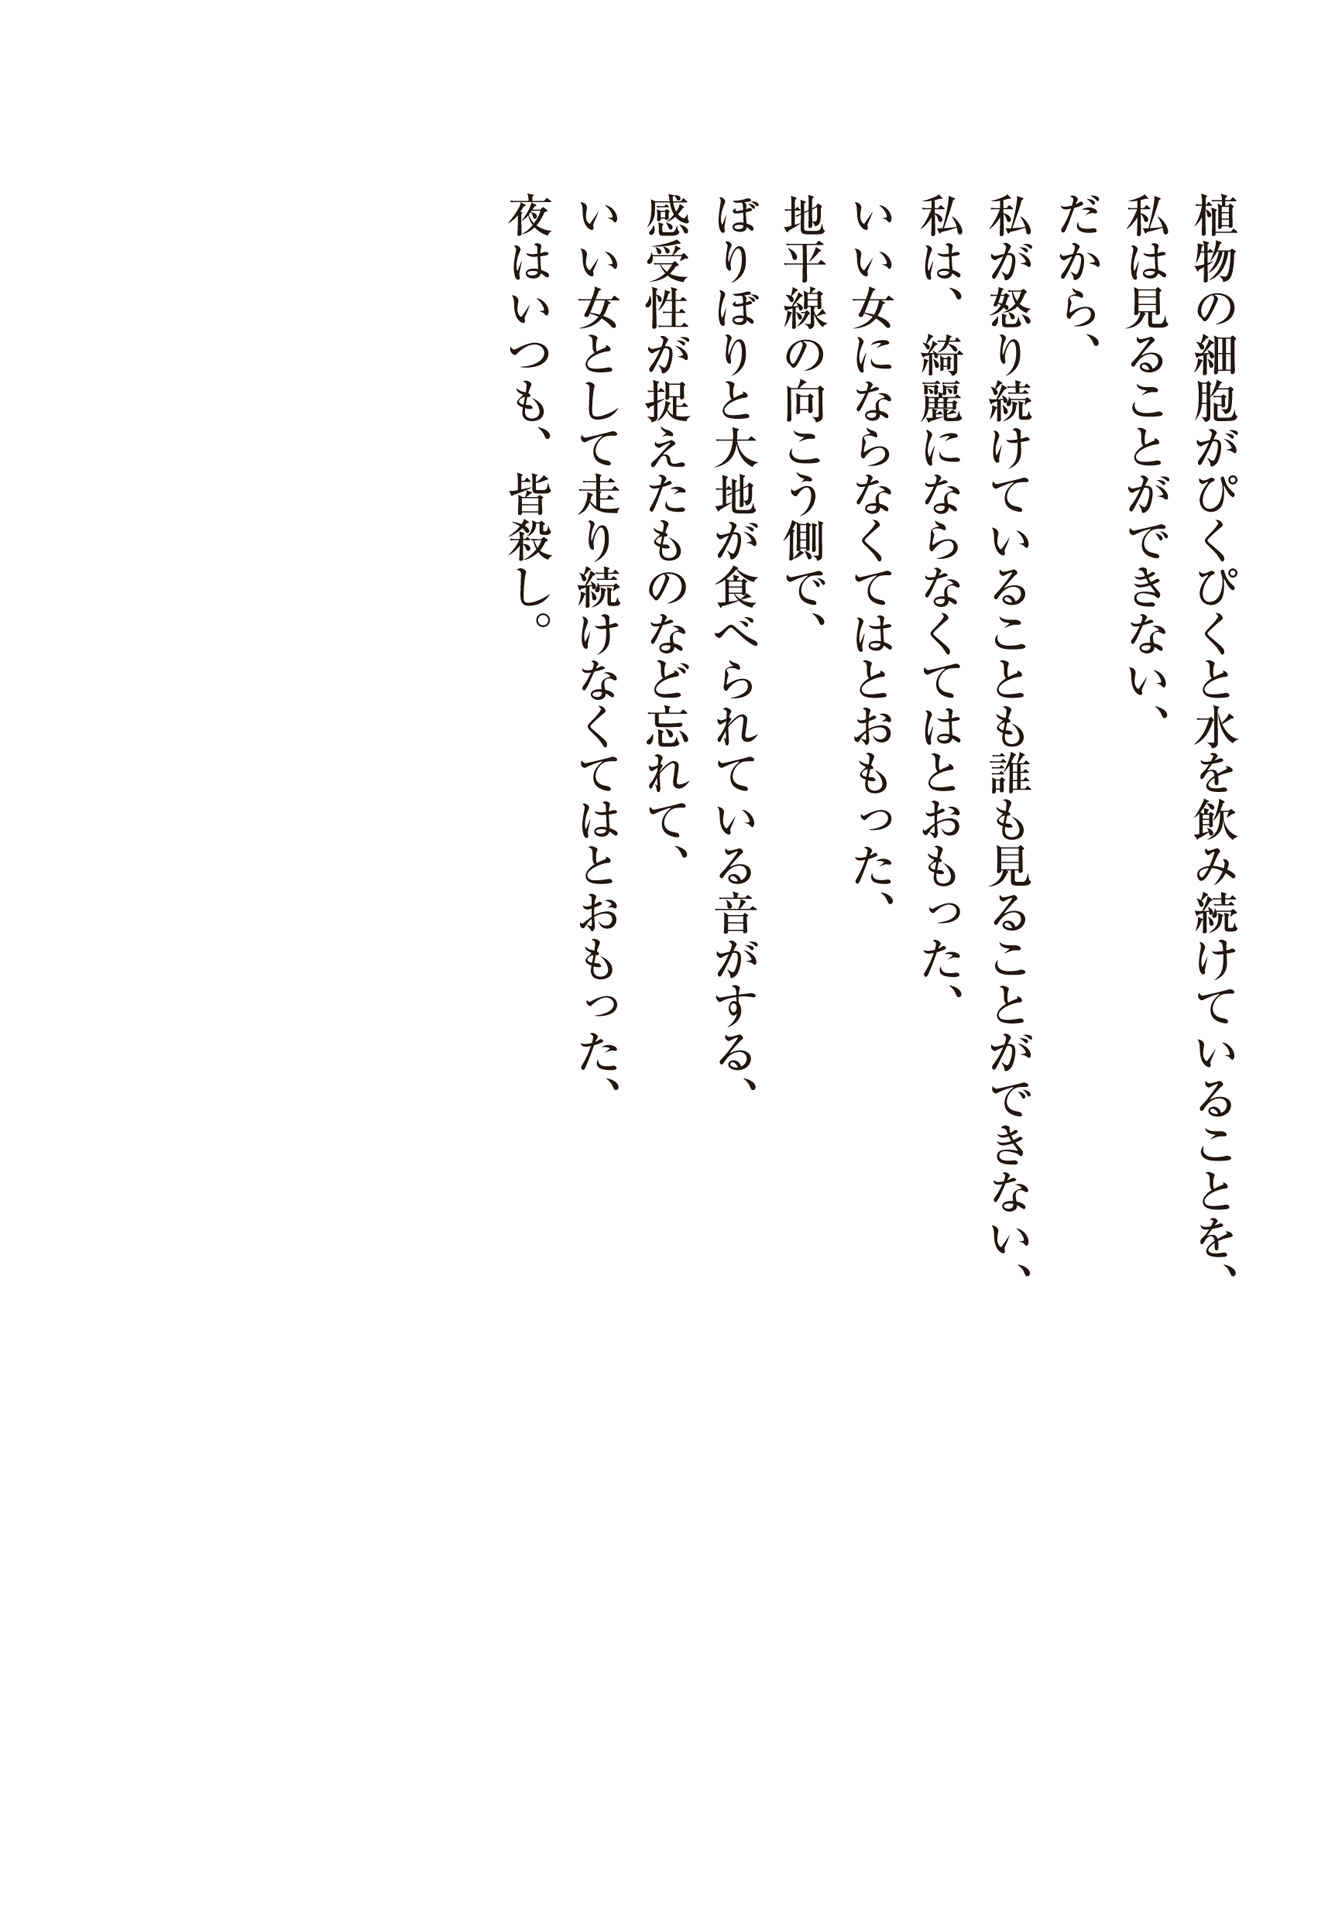 植物の細胞がぴくぴくと水を飲み続けていることを、
私は見ることができない、
だから、
私が怒り続けていることも誰も見ることができない、
私は、綺麗にならなくてはとおもった、
いい女にならなくてはとおもった、
地平線の向こう側で、
ぼりぼりと大地が食べられている音がする、
感受性が捉えたものなど忘れて、
いい女として走り続けなくてはとおもった、
夜はいつも、皆殺し。